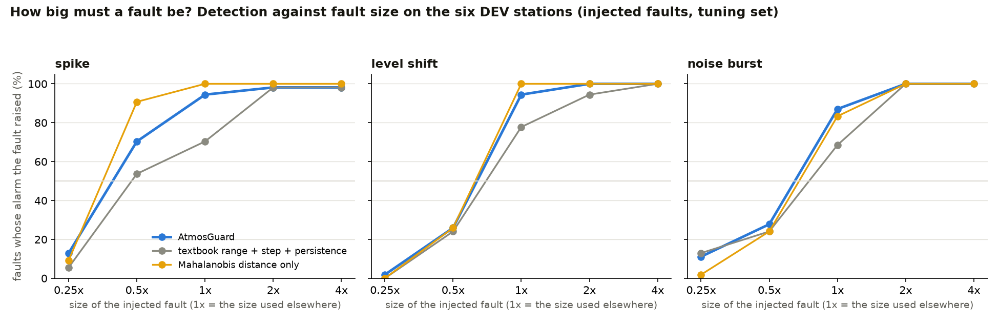 How big must a fault be? Detection against fault size on the six DEV stations (injected faults, tuning set)
spike
level shift
noise burst
faults whose alarm the fault raised (%)
100
80
60
40
20
0
AtmosGuard
textbook range + step + persistence
Mahalanobis distance only
0.25x 0.5x 1x 2x 4x
0.25x 0.5x 1x 2x 4x
0.25x 0.5x 1x 2x 4x
size of the injected fault (1x = the size used elsewhere)
size of the injected fault (1x = the size used elsewhere)
size of the injected fault (1x = the size used elsewhere)